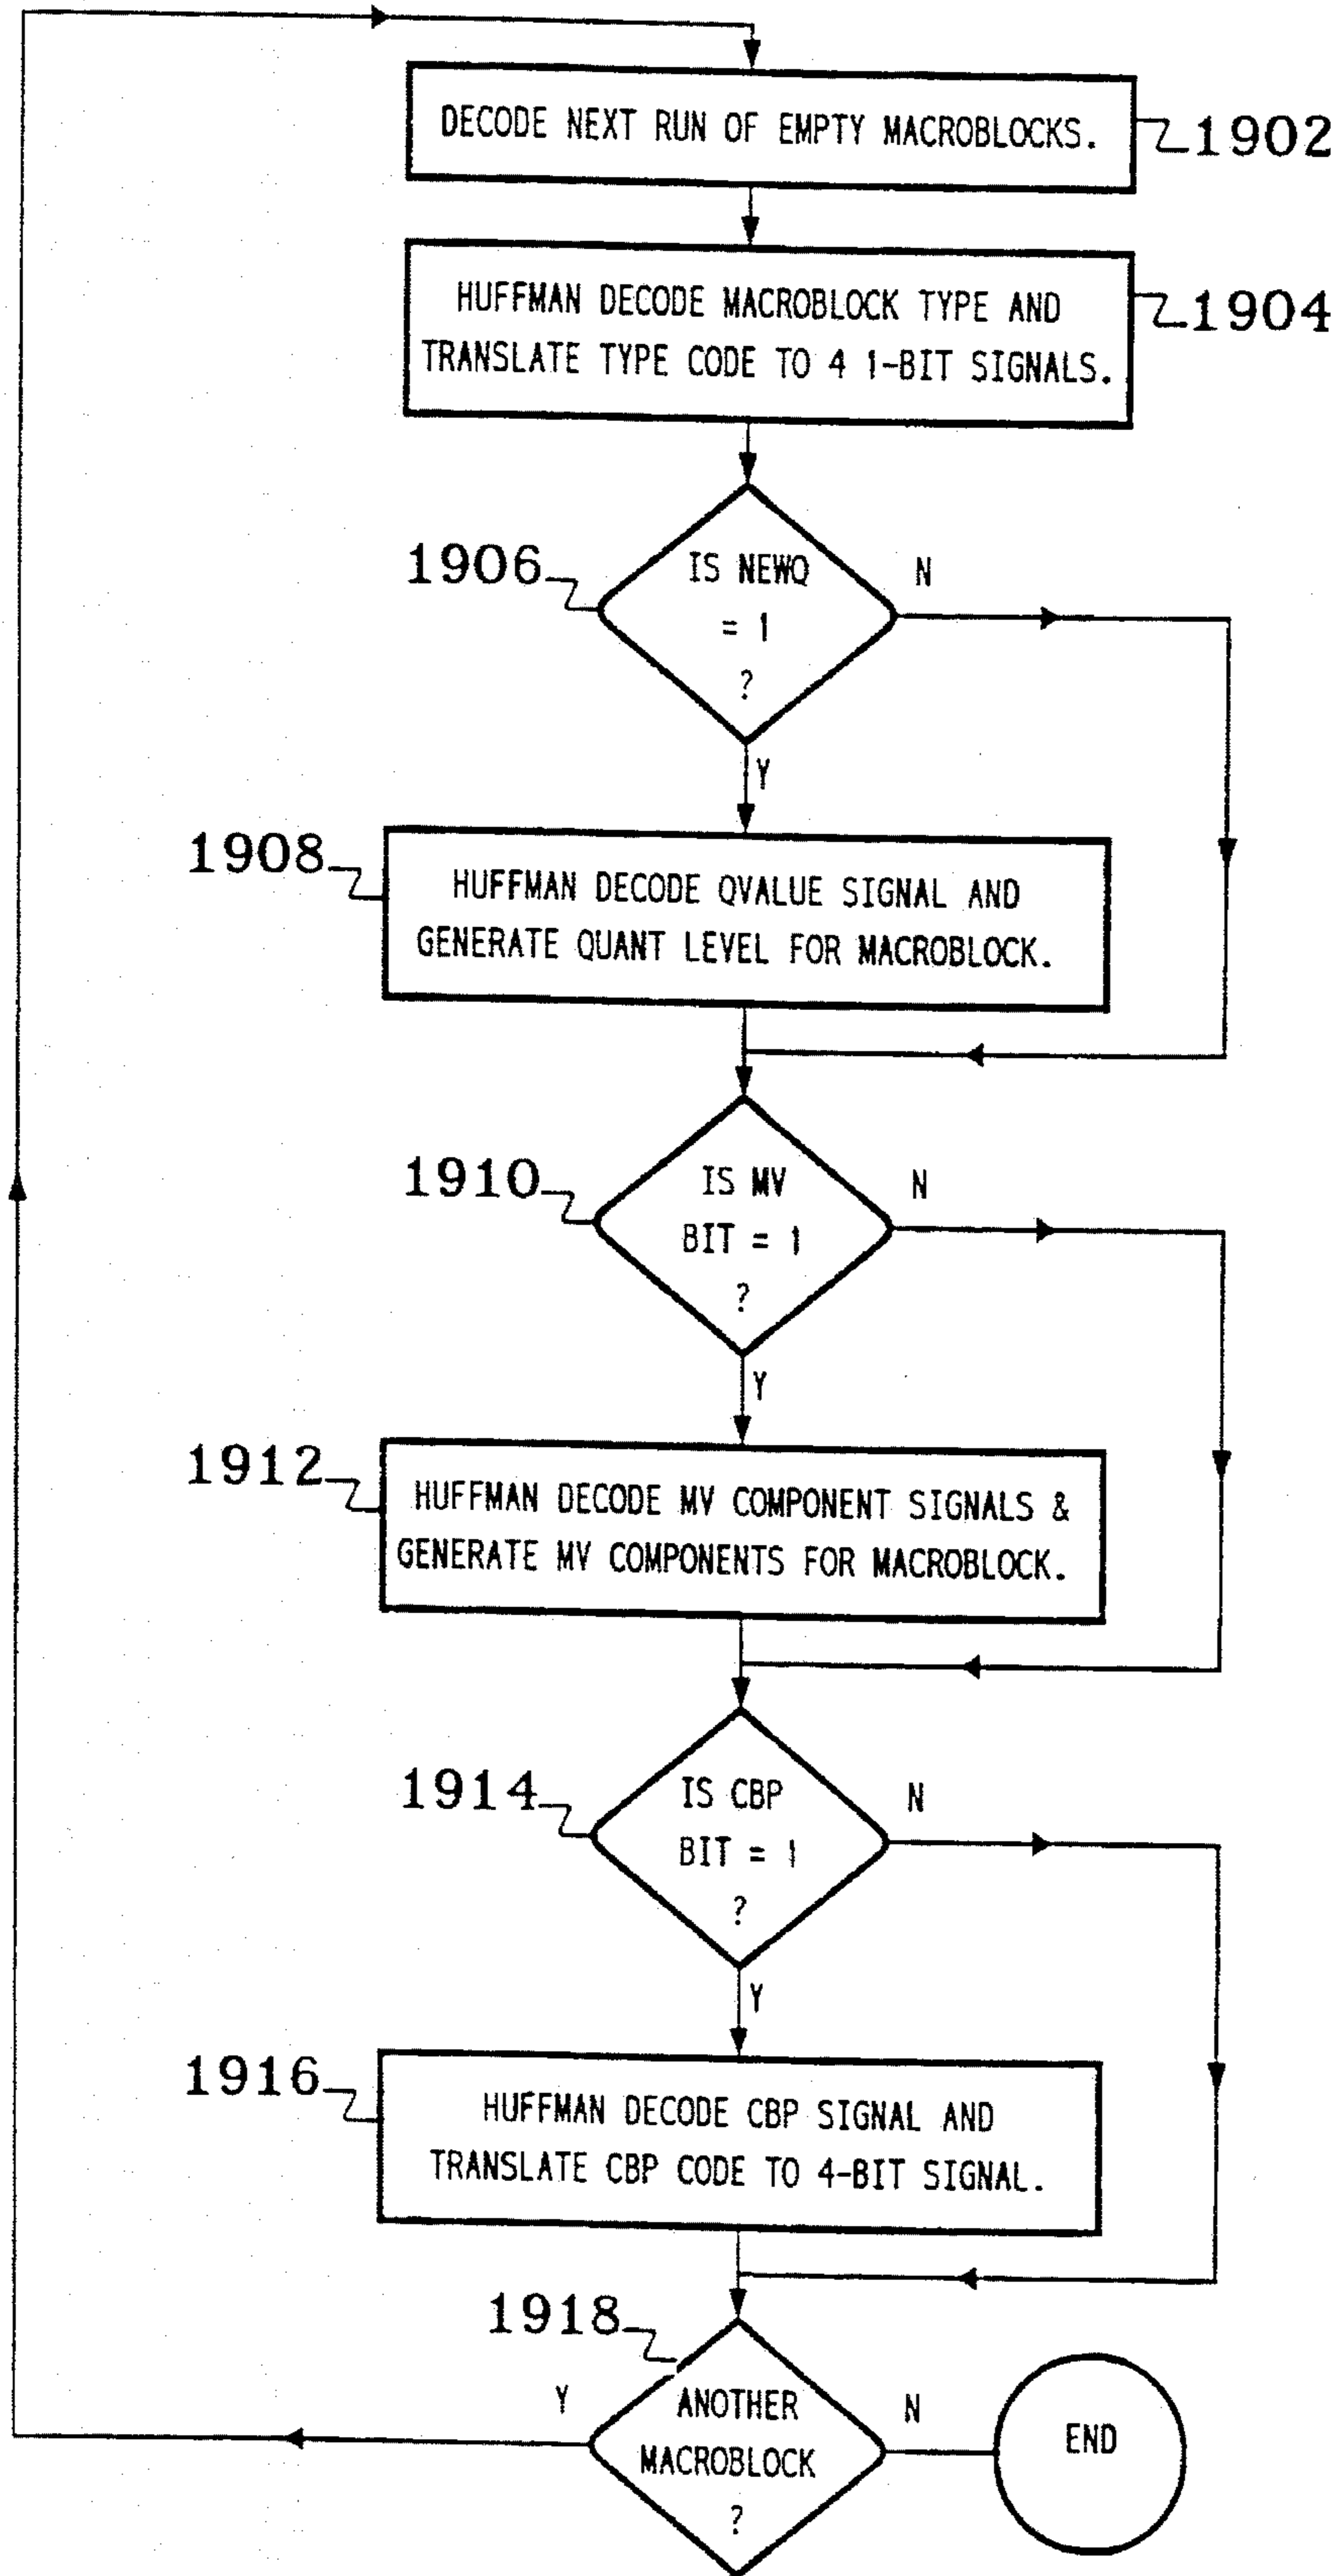 DECODE NEXT RUN OF EMPTY MACROBLOCKS.
1902
HUFFMAN DECODE MACROBLOCK TYPE AND
TRANSLATE TYPE CODE TO 4 1-BIT SIGNALS.
1904
1906
IS NEWQ
= 1
?
N
Y
1908
HUFFMAN DECODE QVALUE SIGNAL AND
GENERATE QUANT LEVEL FOR MACROBLOCK.
1910
IS MV
BIT = 1
?
N
Y
1912
HUFFMAN DECODE MV COMPONENT SIGNALS &
GENERATE MV COMPONENTS FOR MACROBLOCK.
1914
IS CBP
BIT = 1
?
N
Y
1916
HUFFMAN DECODE CBP SIGNAL AND
TRANSLATE CBP CODE TO 4-BIT SIGNAL.
1918
Y
ANOTHER
MACROBLOCK
?
N
END